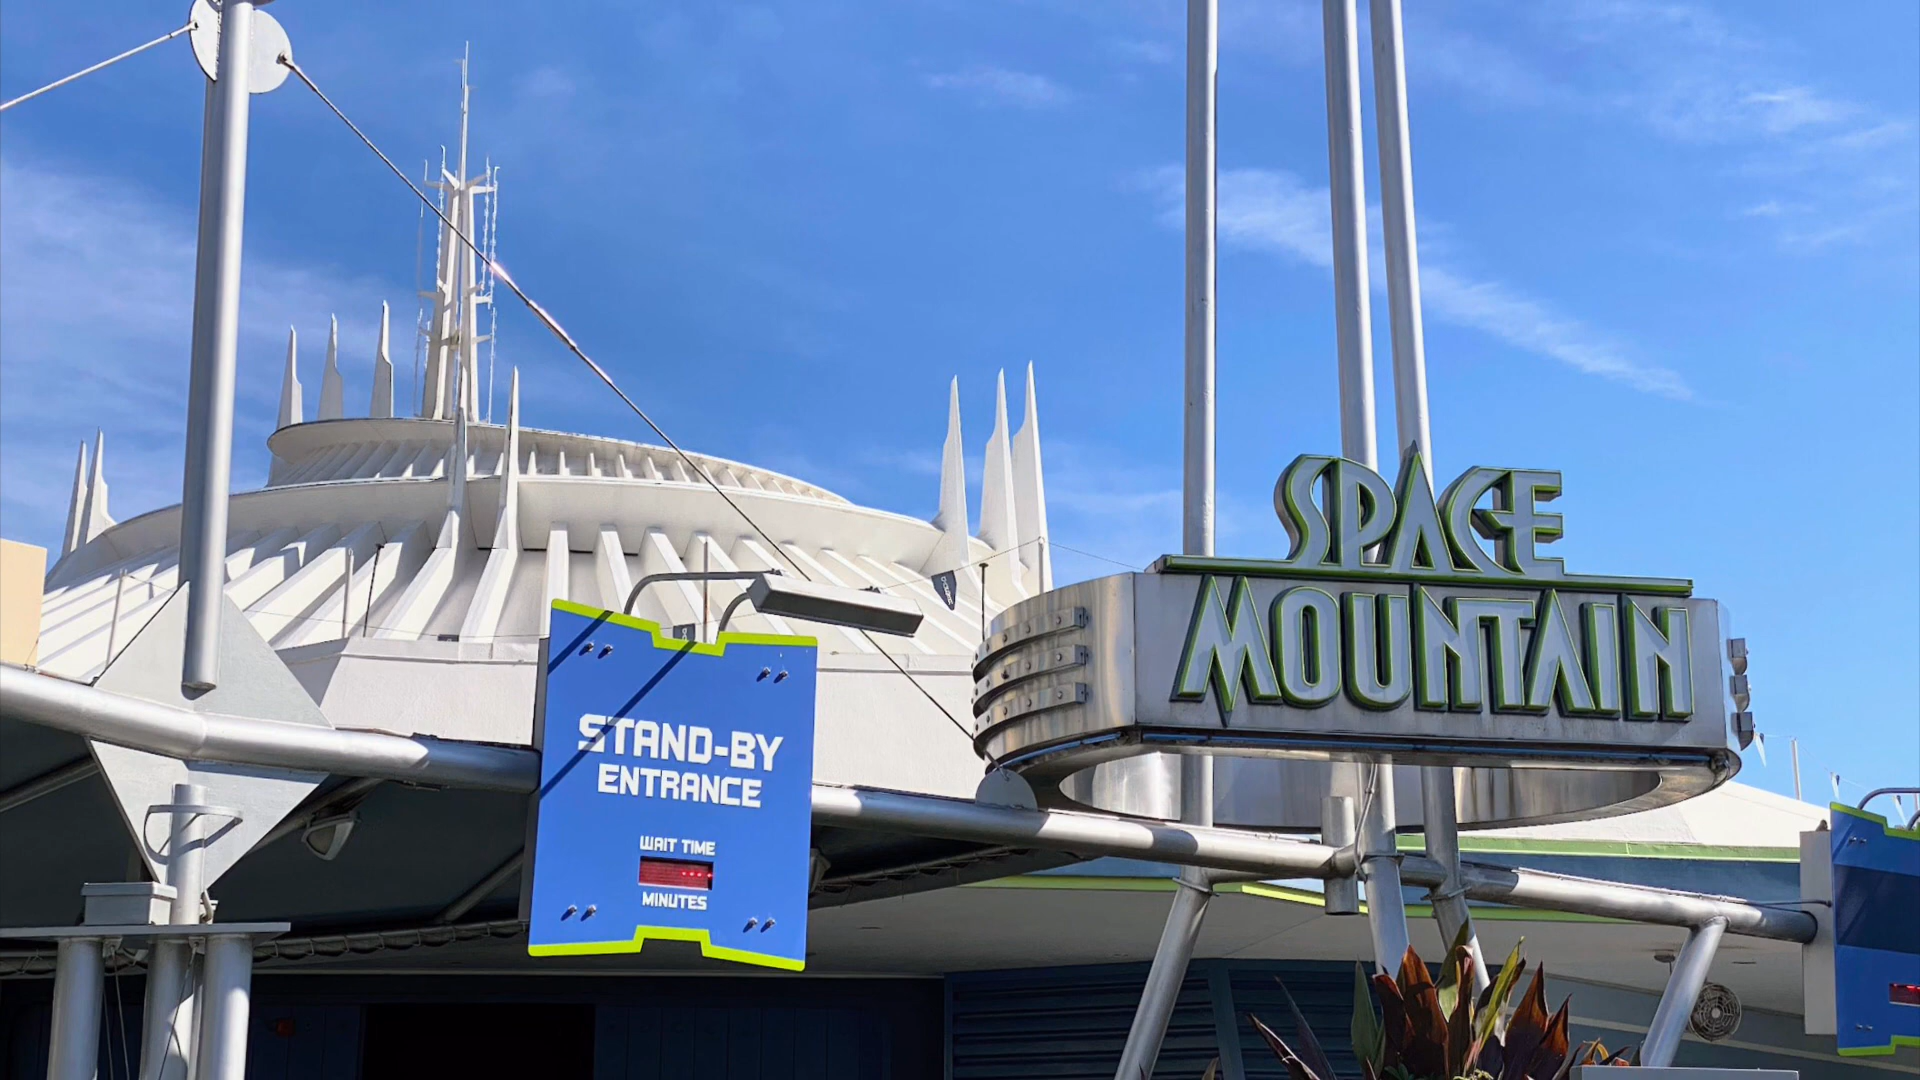 SPACE
MOUNTAIN
STAND-BY
ENTRANCE
WAIT TIME
MINUTES